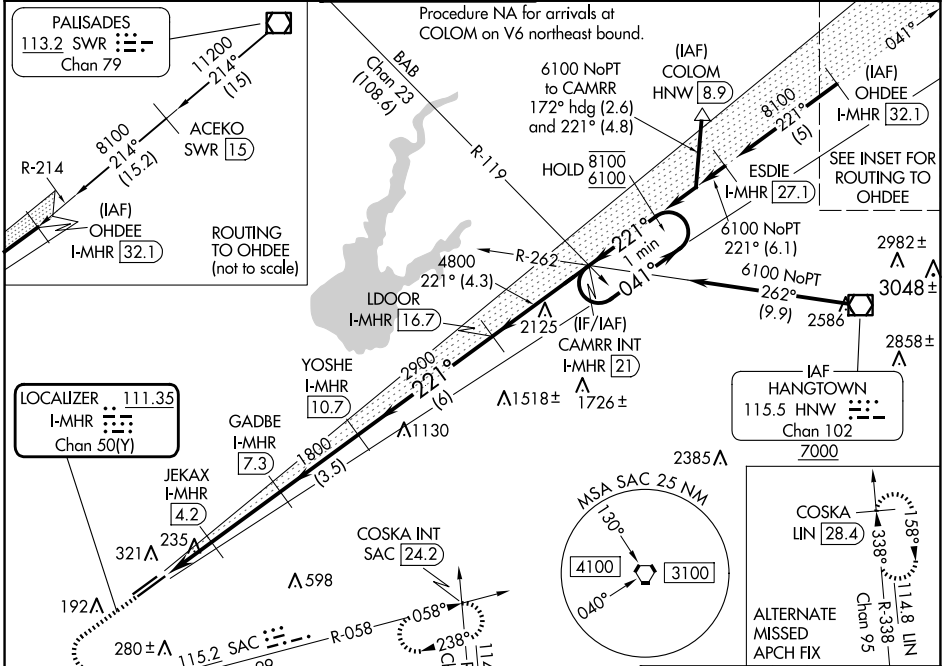 PALISADES
113.2 SWR
Chan 79
11200
214°
(15)
8100
214°
(15.2)
ACEKO
SWR 15
R-214
(IAF)
OHDEE
I-MHR 32.1
ROUTING
TO OHDEE
(not to scale)
BAB
Chan 23
(108.6)
R-119
Procedure NA for arrivals at
COLOM on V6 northeast bound.
6100 NoPT
to CAMRR
172° hdg (2.6)
and 221° (4.8)
(IAF)
COLOM
HNW 8.9
041°
(IAF)
OHDEE
I-MHR 32.1
8100
221°
(5)
HOLD 8100
6100
ESDIE
I-MHR 27.1
SEE INSET FOR
ROUTING TO
OHDEE
6100 NoPT
221° (6.1)
221°
1 min
041°
R-262
6100 NoPT
262°
(9.9)
2982±
3048±
2586
2858±
4800
221° (4.3)
LDOOR
I-MHR 16.7
2125
(IF/IAF)
CAMRR INT
I-MHR 21
1518±
1726±
IAF
HANGTOWN
115.5 HNW
Chan 102
7000
2900
221°
(6)
YOSHE
I-MHR
10.7
1130
LOCALIZER 111.35
I-MHR
Chan 50(Y)
GADBE
I-MHR
7.3
1800
(3.5)
JEKAX
I-MHR
4.2
2385
MSA SAC 25 NM
130°
4100
3100
040°
321
235
598
192
280±
COSKA INT
SAC 24.2
115.2 SAC
R-058
058°
238°
COSKA
LIN 28.4
158°
338°
114.8 LIN
R-338
Chan 95
ALTERNATE
MISSED
APCH FIX